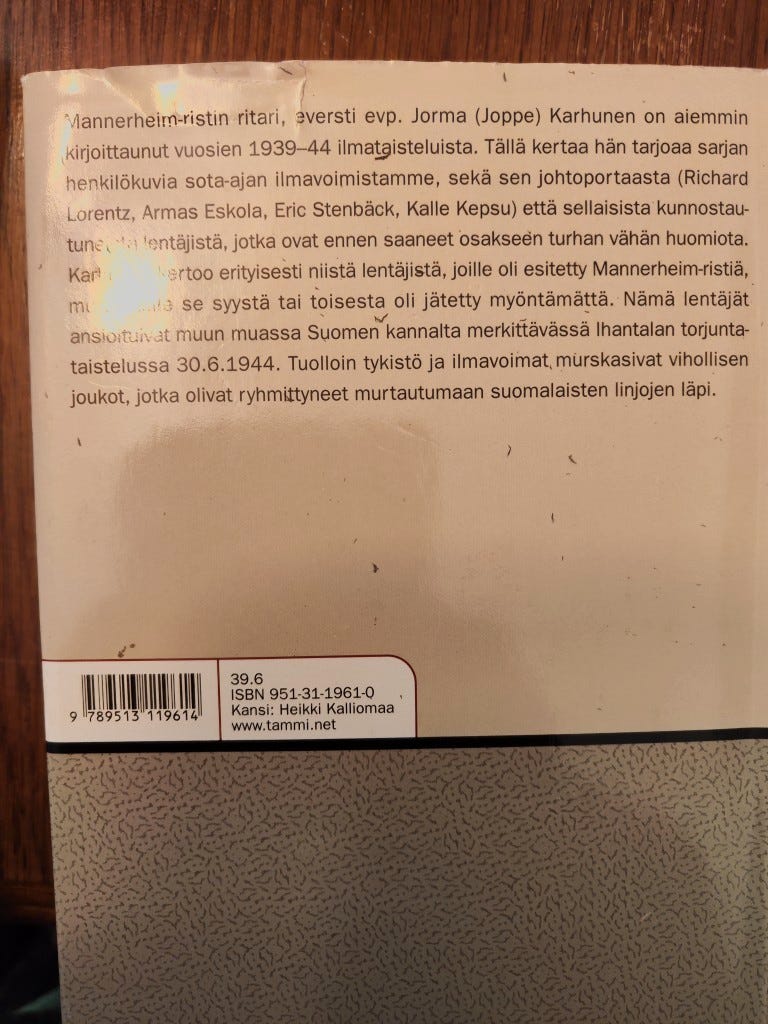 Mannerheim-ristin ritari, eversti evp. Jorma (Joppe) Karhunen on aiemmin
kirjoittaunut vuosien 1939–44 ilmataisteluista. Tällä kertaa hän tarjoaa sarjan
henkilökuvia sota-ajan ilmavoimistamme, sekä sen johtoportaasta (Richard
Lorentz, Armas Eskola, Eric Stenbäck, Kalle Kepsu) että sellaisista kunnostau-
lentäjistä, jotka ovat ennen saaneet osakseen turhan vähän huomiota.
kertoo erityisesti niistä lentäjistä, joille oli esitetty Mannerheim-ristiä,
se syystä tai toisesta oli jätetty myöntämättä. Nämä lentäjät
ansioituivat muun muassa Suomen kannalta merkittävässä Ihantalan torjunta-
taistelussa 30.6.1944. Tuolloin tykistö ja ilmavoimat murskasivat vihollisen
joukot, jotka olivat ryhmittyneet murtautumaan suomalaisten linjojen läpi.
39.6
ISBN 951-31-1961-0
Kansi: Heikki Kalliomaa
www.tammi.net
9 789513 119614